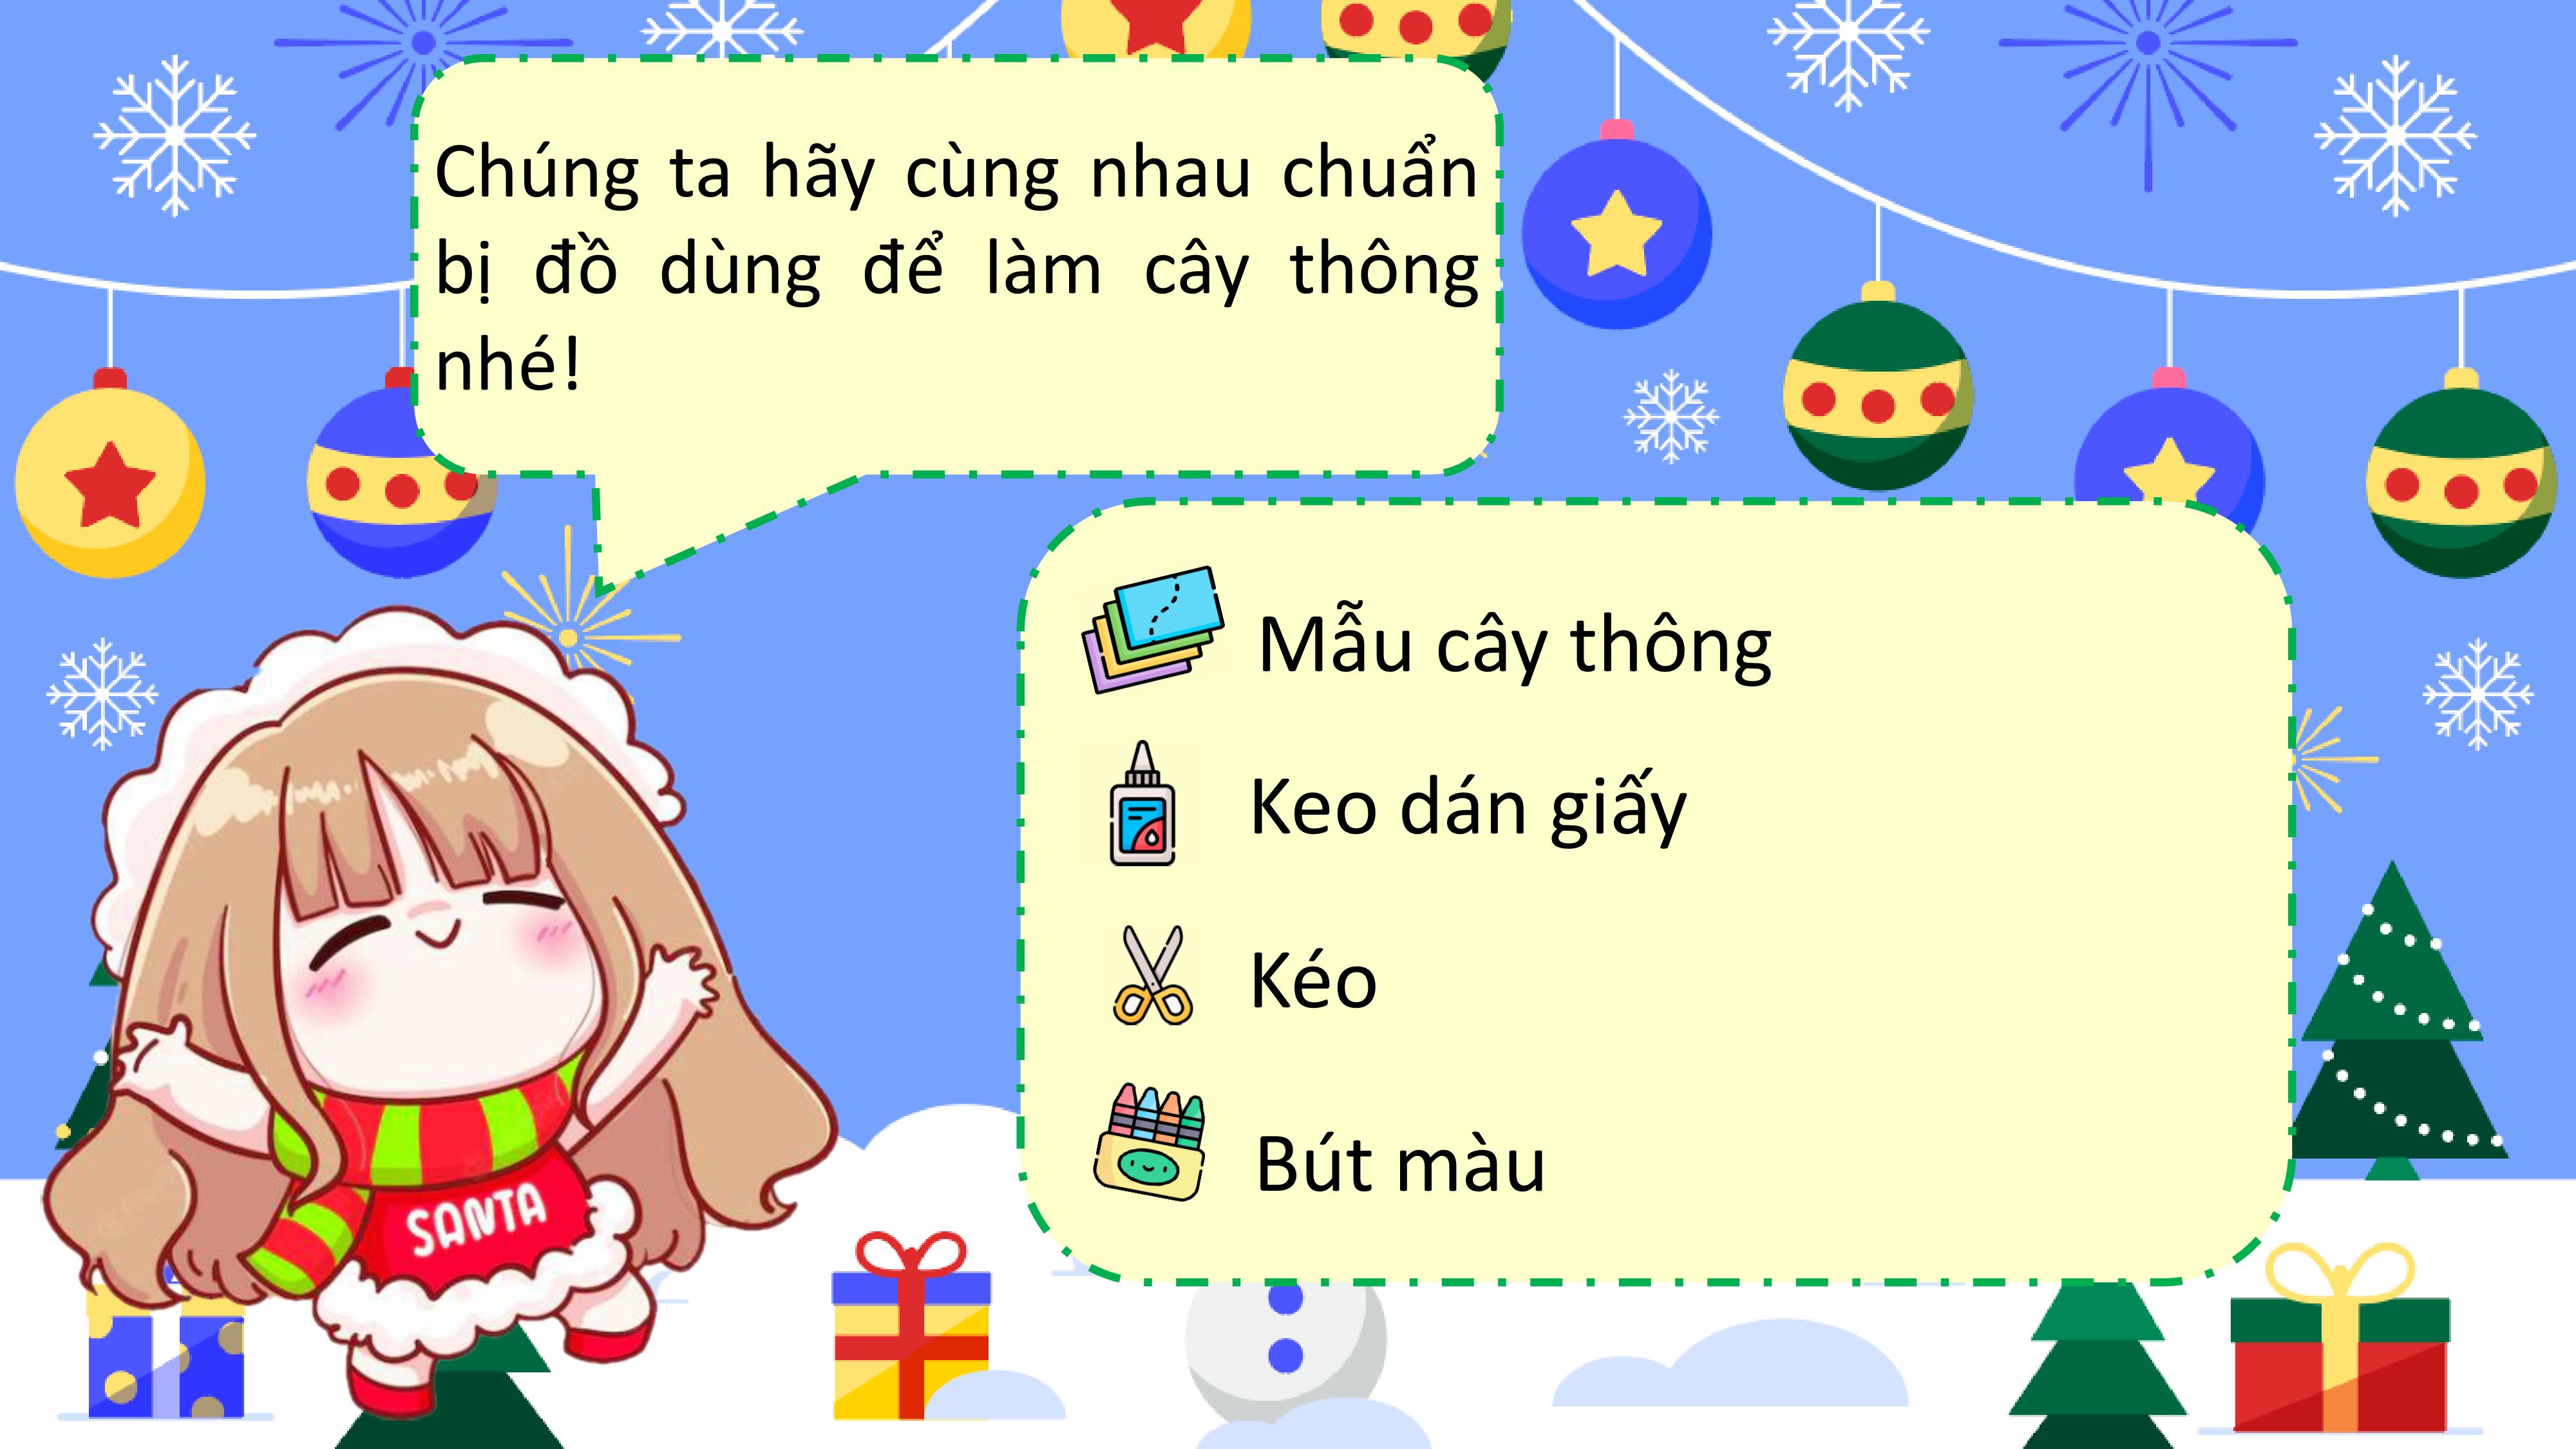 Chúng ta hãy cùng nhau chuẩn
bị đồ dùng để làm cây thông
nhé!
Mẫu cây thông
Keo dán giấy
Kéo
Bút màu
SANTA